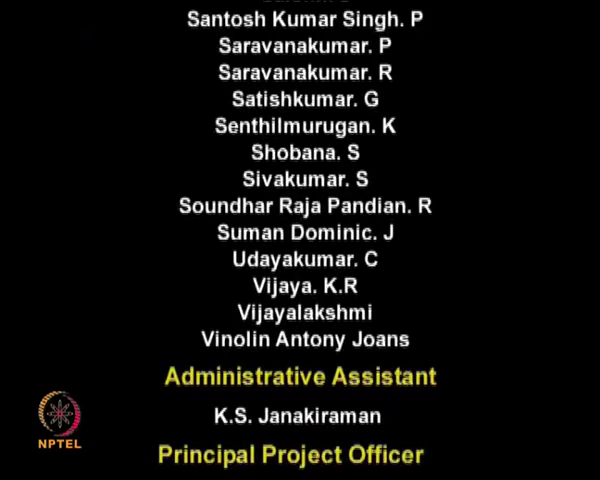 Santosh Kumar Singh. P
Saravanakumar. P
Saravanakumar. R
Satishkumar. G
Senthilmurugan. K
Shobana. S
Sivakumar. S
Soundhar Raja Pandian. R
Suman Dominic. J
Udayakumar. C
Vijaya. K.R
Vijayalakshmi
Vinolin Antony Joans
Administrative Assistant
K.S. Janakiraman
NPTEL
Principal Project Officer